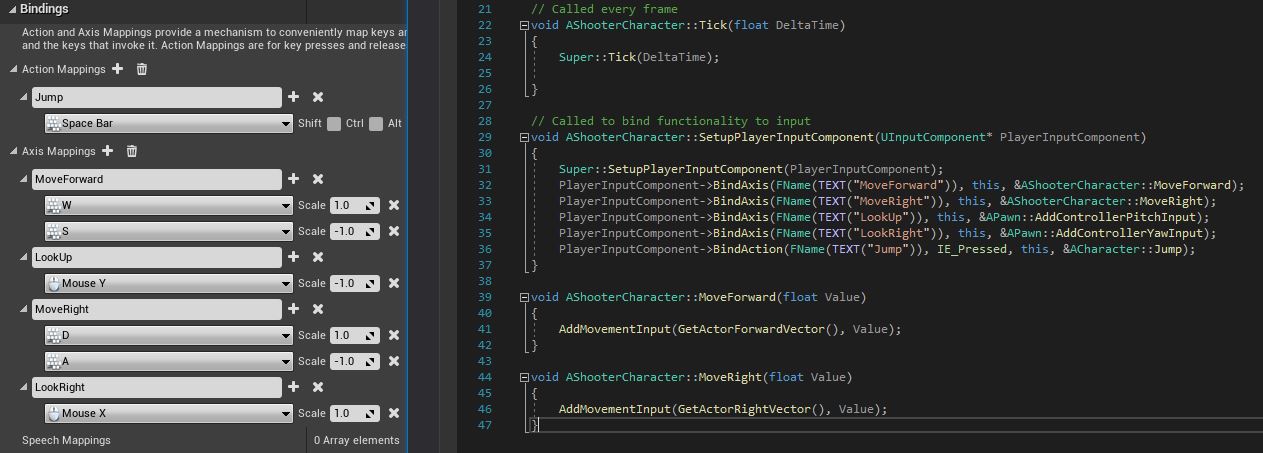 Bindings
Action and Axis Mappings provide a mechanism to conveniently map keys a
and the keys that invoke it. Action Mappings are for key presses and release
Action Mappings
Jump
Space Bar Shift Ctrl Alt
Axis Mappings
MoveForward
W Scale 1.0
S Scale -1.0
LookUp
Mouse Y Scale -1.0
MoveRight
D Scale 1.0
A Scale -1.0
LookRight
Mouse X Scale 1.0
Speech Mappings 0 Array elements
21 // Called every frame
22 void AShooterCharacter::Tick(float DeltaTime)
23 {
24 Super::Tick(DeltaTime);
25
26 }
27
28 // Called to bind functionality to input
29 void AShooterCharacter::SetupPlayerInputComponent(UInputComponent* PlayerInputComponent)
30 {
31 Super::SetupPlayerInputComponent(PlayerInputComponent);
32 PlayerInputComponent->BindAxis(FName(TEXT("MoveForward")), this, &AShooterCharacter::MoveForward);
33 PlayerInputComponent->BindAxis(FName(TEXT("MoveRight")), this, &AShooterCharacter::MoveRight);
34 PlayerInputComponent->BindAxis(FName(TEXT("LookUp")), this, &APawn::AddControllerPitchInput);
35 PlayerInputComponent->BindAxis(FName(TEXT("LookRight")), this, &APawn::AddControllerYawInput);
36 PlayerInputComponent->BindAction(FName(TEXT("Jump")), IE_Pressed, this, &ACharacter::Jump);
37 }
38
39 void AShooterCharacter::MoveForward(float Value)
40 {
41 AddMovementInput(GetActorForwardVector(), Value);
42 }
43
44 void AShooterCharacter::MoveRight(float Value)
45 {
46 AddMovementInput(GetActorRightVector(), Value);
47 }